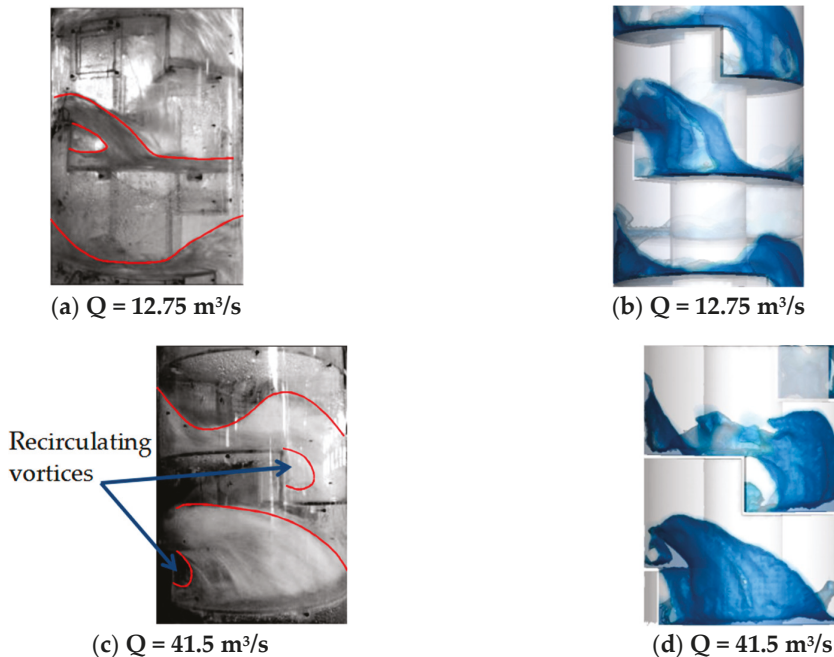 (a) Q = 12.75 m³/s
(b) Q = 12.75 m³/s
Recirculating
vortices
(c) Q = 41.5 m³/s
(d) Q = 41.5 m³/s